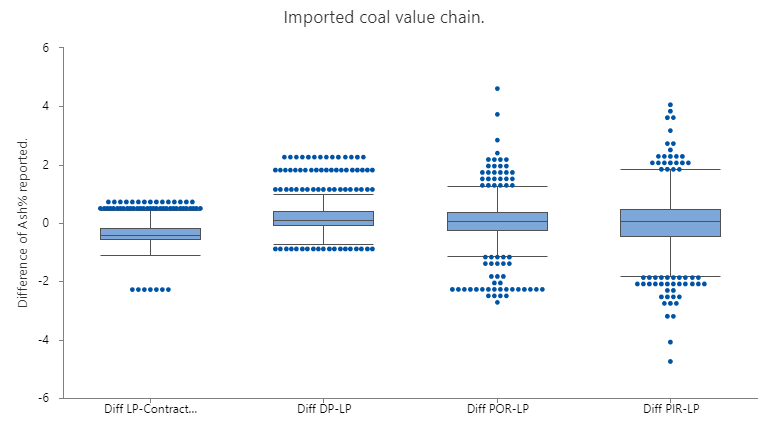 Imported coal value chain.
Difference of Ash% reported.
6
4
2
0
-2
-4
-6
Diff LP-Contract...
Diff DP-LP
Diff POR-LP
Diff PIR-LP